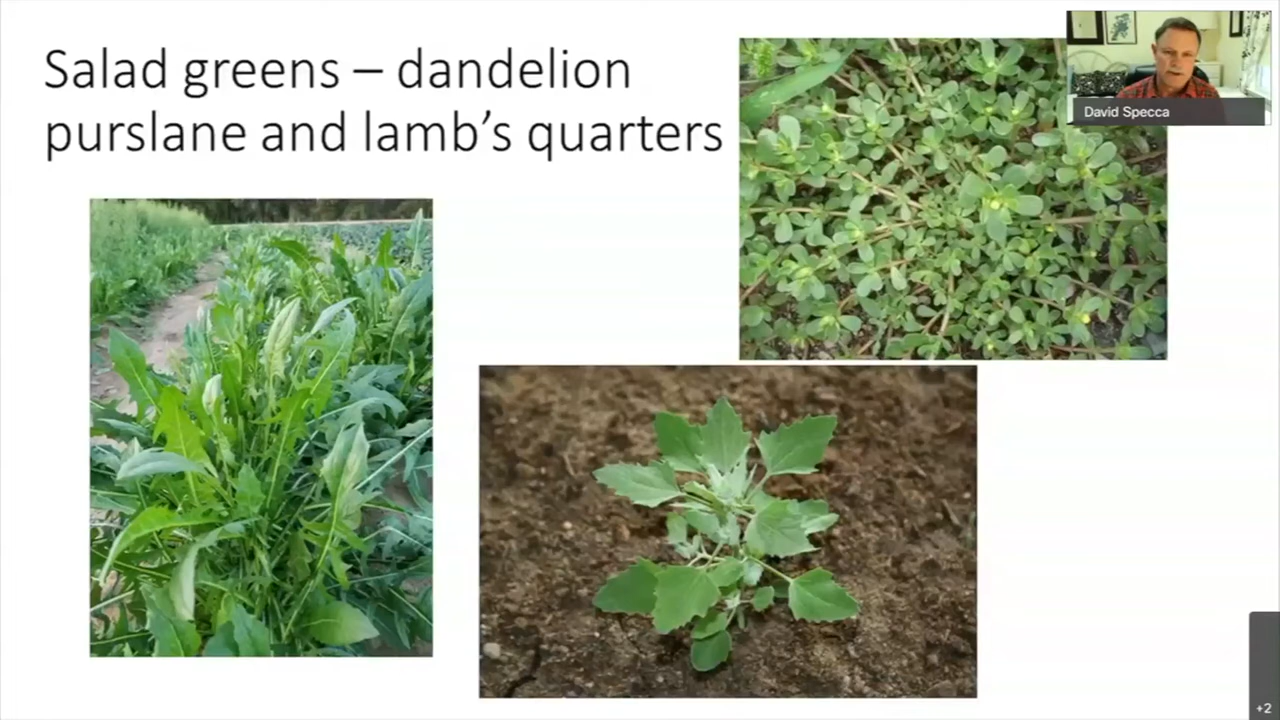 Salad greens – dandelion
purslane and lamb’s quarters
David Specca
+2